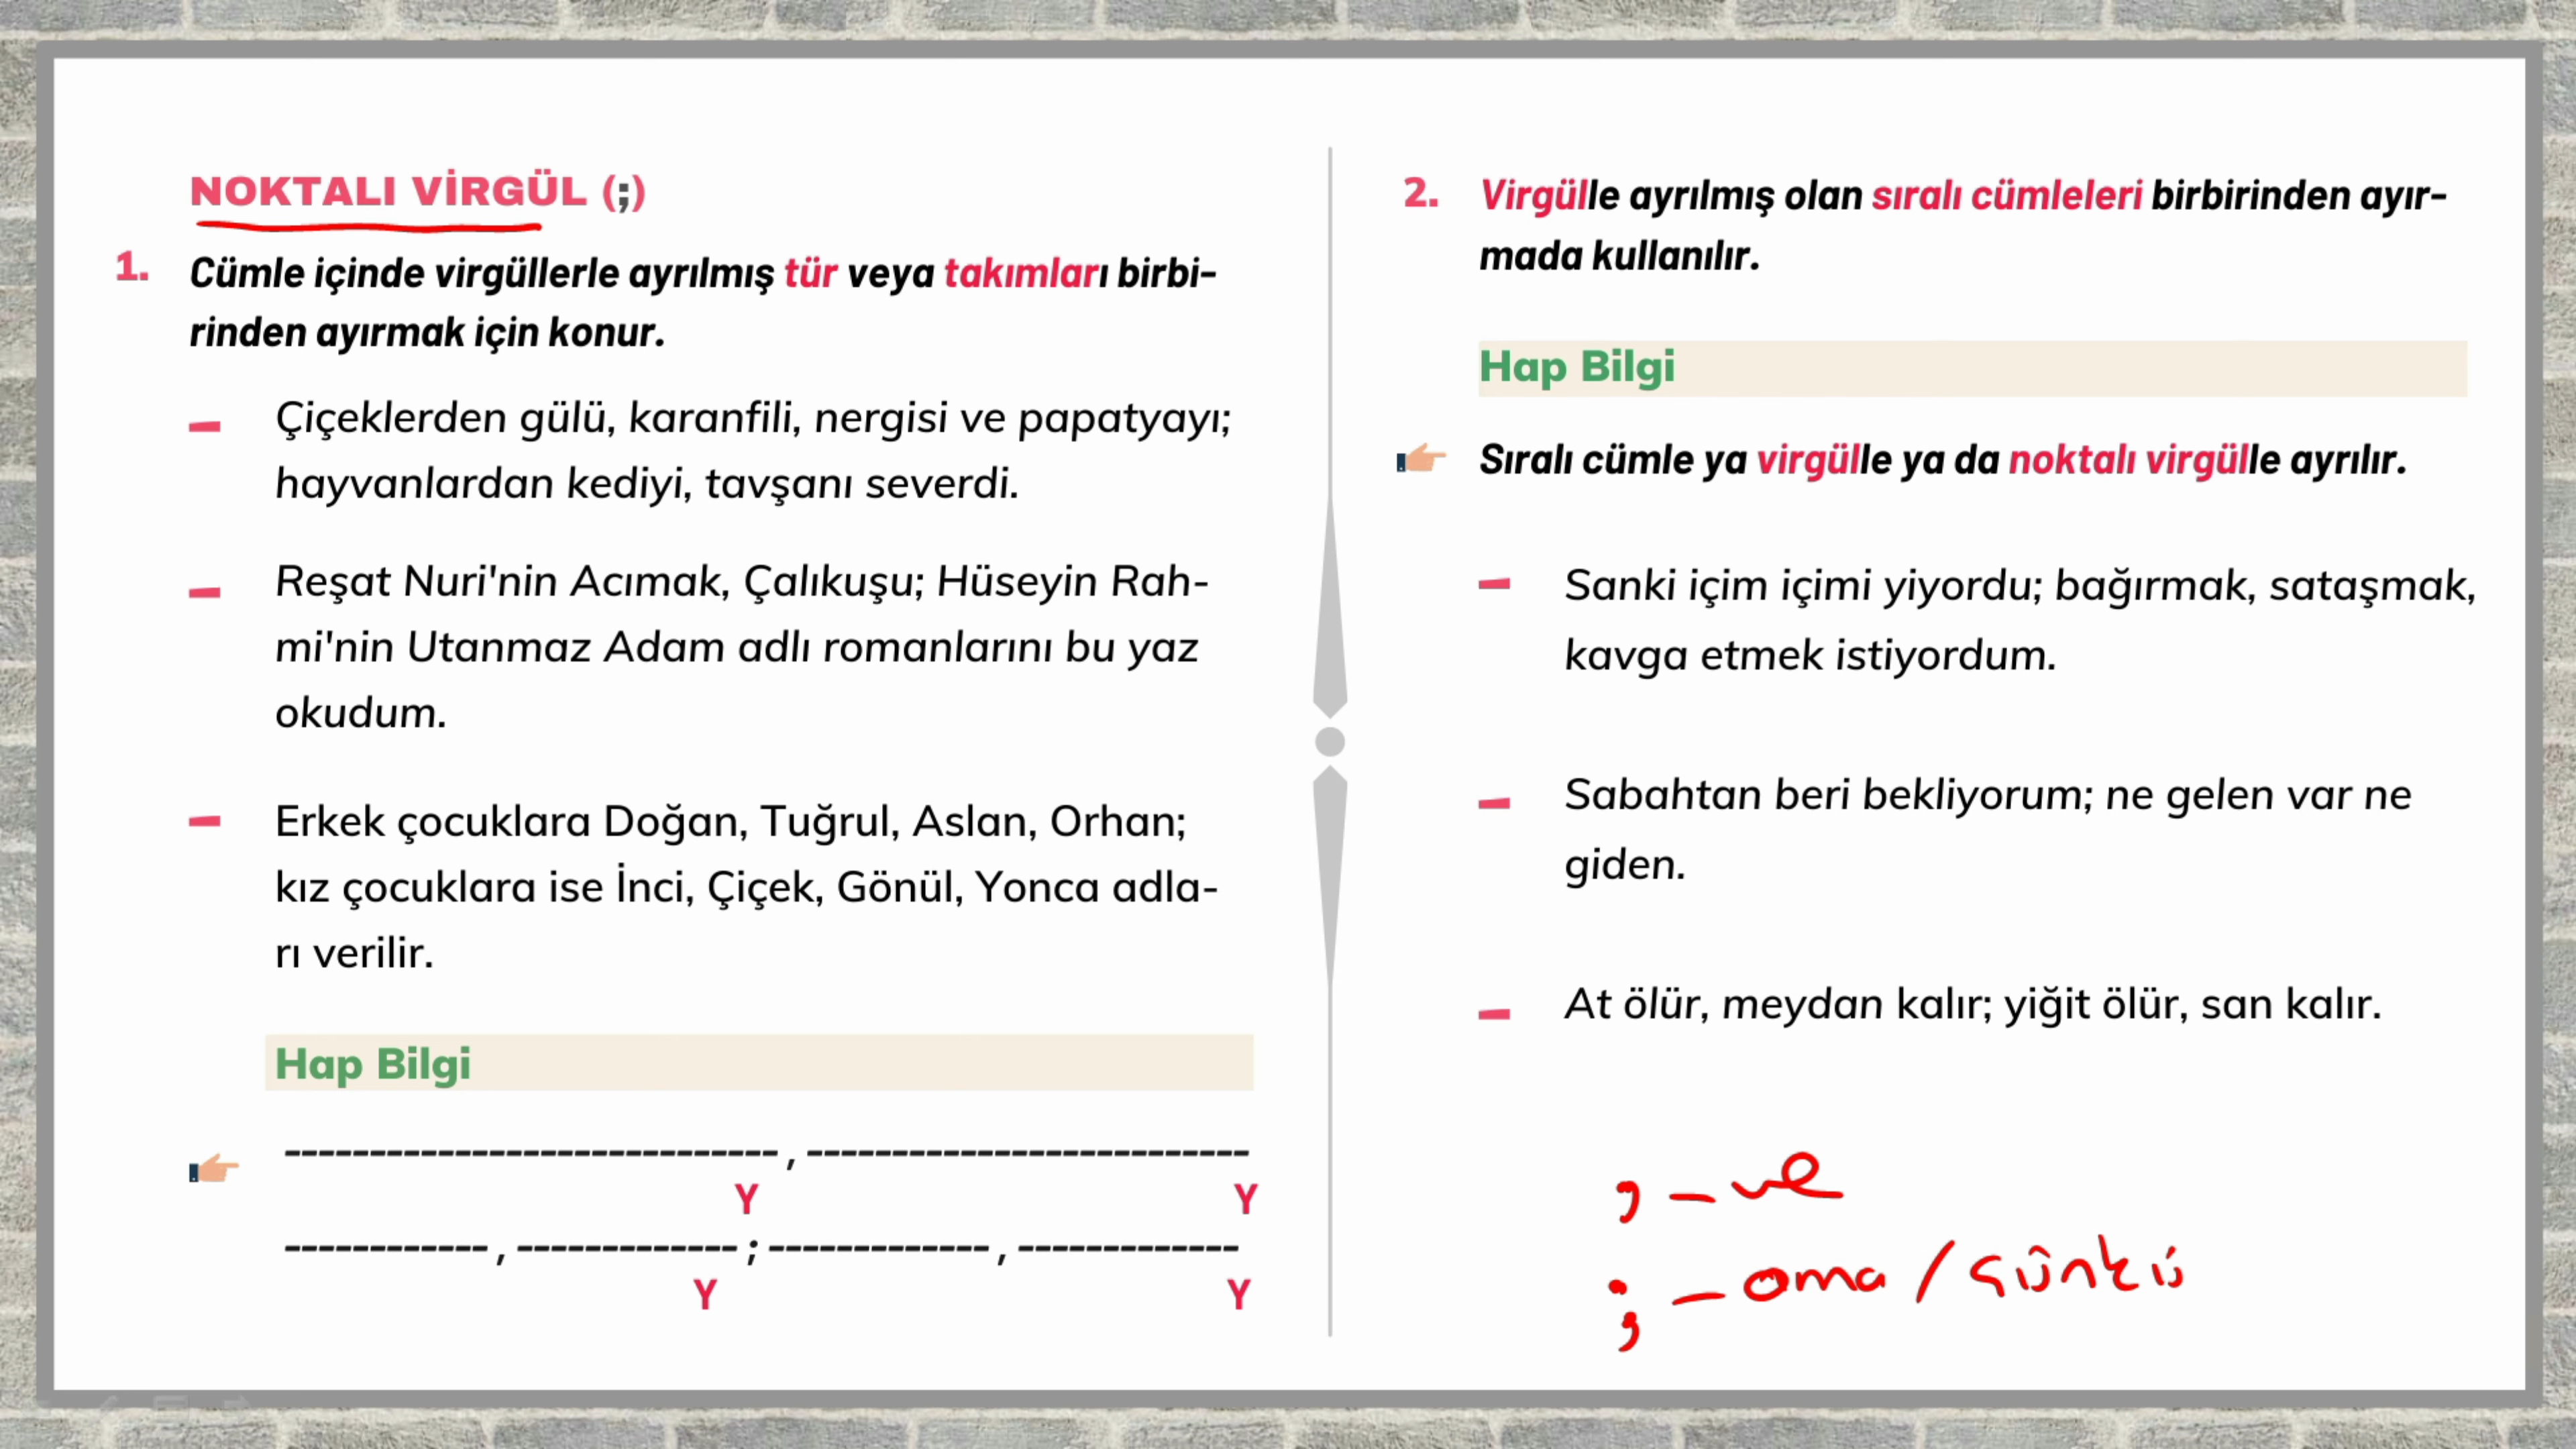 NOKTALI VİRGÜL (;)
1. Cümle içinde virgüllerle ayrılmış tür veya takımları birbi-
rinden ayırmak için konur.
- Çiçeklerden gülü, karanfili, nergisi ve papatyayı;
hayvanlardan kediyi, tavşanı severdi.
- Reşat Nuri'nin Acımak, Çalıkuşu; Hüseyin Rah-
mi'nin Utanmaz Adam adlı romanlarını bu yaz
okudum.
- Erkek çocuklara Doğan, Tuğrul, Aslan, Orhan;
kız çocuklara ise İnci, Çiçek, Gönül, Yonca adla-
rı verilir.
Hap Bilgi
-----------------------------, --------------------------
Y Y
------------, -------------; -------------, -------------
Y Y
2. Virgülle ayrılmış olan sıralı cümleleri birbirinden ayır-
mada kullanılır.
Hap Bilgi
Sıralı cümle ya virgülle ya da noktalı virgülle ayrılır.
- Sanki içim içimi yiyordu; bağırmak, sataşmak,
kavga etmek istiyordum.
- Sabahtan beri bekliyorum; ne gelen var ne
giden.
- At ölür, meydan kalır; yiğit ölür, san kalır.
, - ve
; - ama / çünkü